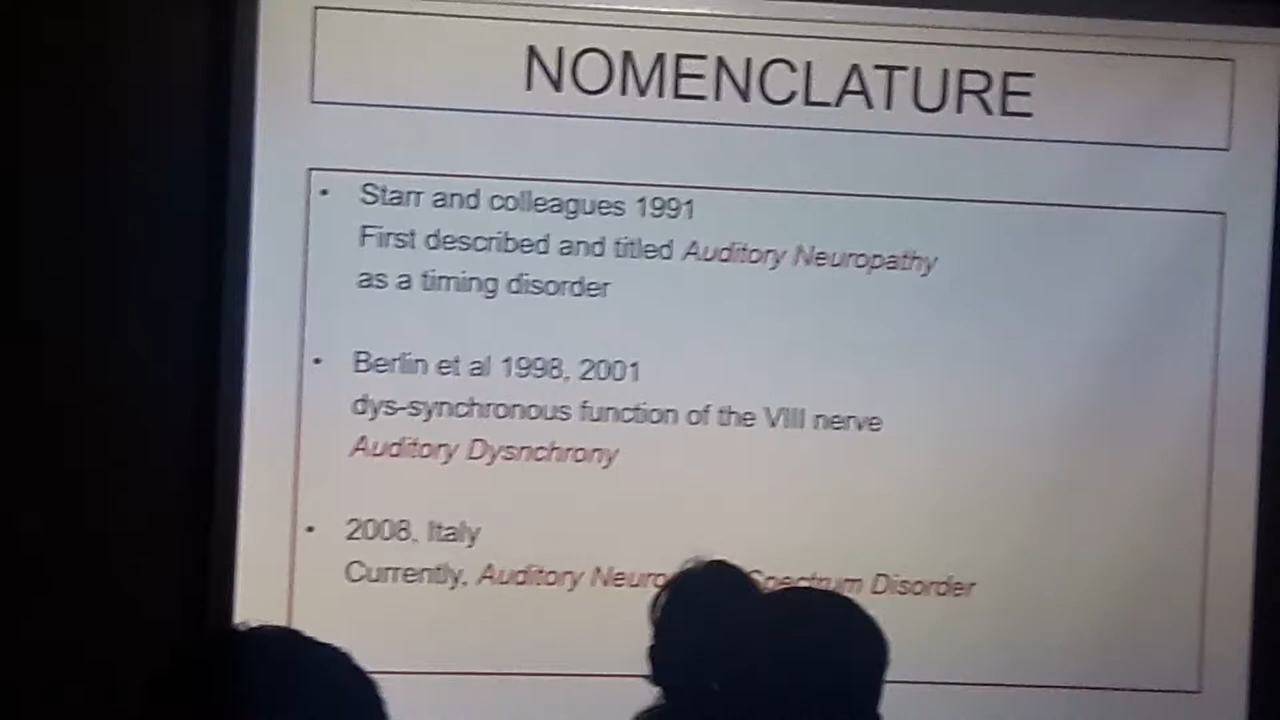 NOMENCLATURE
• Starr and colleagues 1991
First described and titled Auditory Neuropathy
as a timing disorder
• Berlin et al 1998, 2001
dys-synchronous function of the VIII nerve
Auditory Dysnchrony
• 2008, Italy
Currently, Auditory Spectrum Disorder